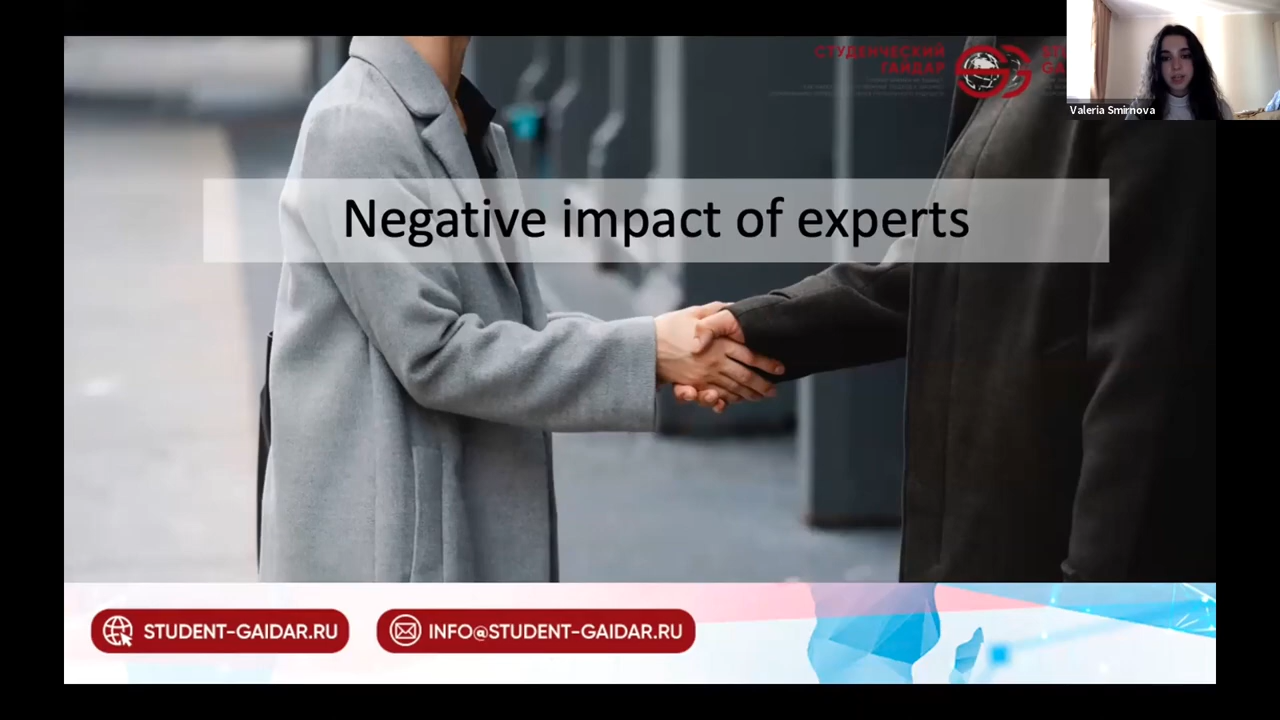 СТУДЕНЧЕСКИЙ
ГАЙДАР
Valeria Smirnova
Negative impact of experts
STUDENT-GAIDAR.RU
INFO@STUDENT-GAIDAR.RU